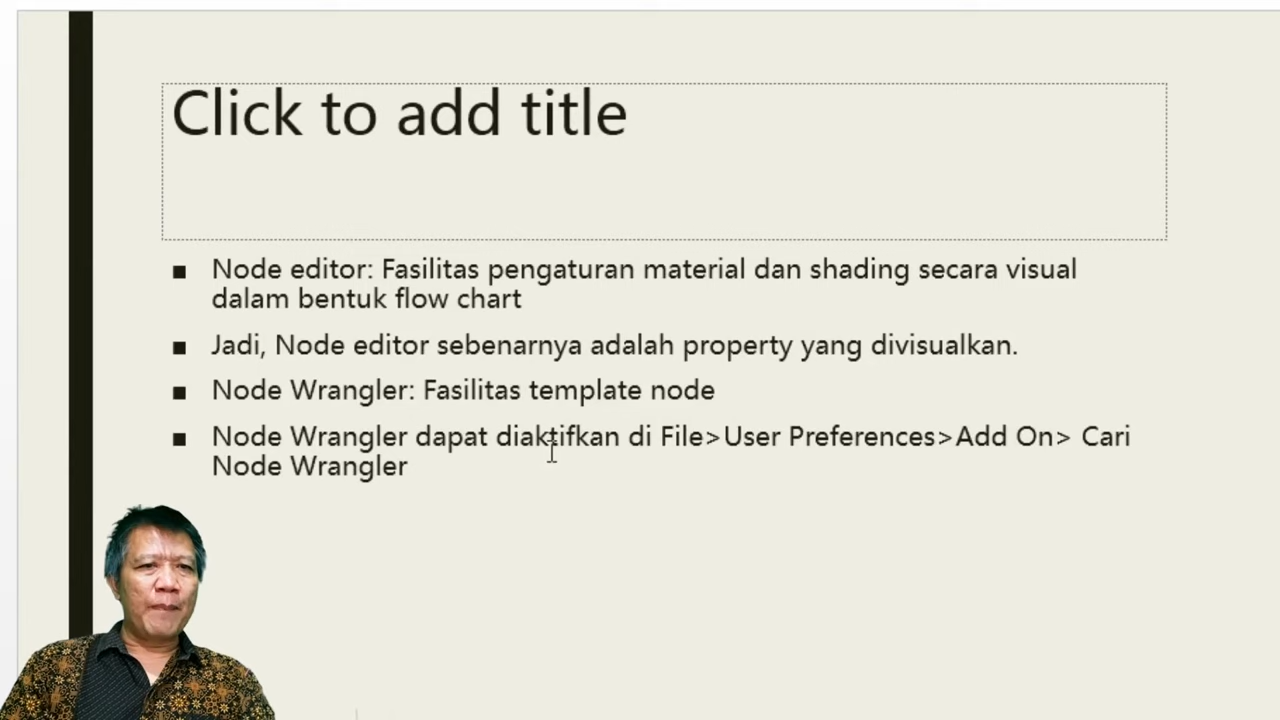 Click to add title
Node editor: Fasilitas pengaturan material dan shading secara visual
dalam bentuk flow chart
Jadi, Node editor sebenarnya adalah property yang divisualkan.
Node Wrangler: Fasilitas template node
Node Wrangler dapat diaktifkan di File>User Preferences>Add On> Cari
Node Wrangler